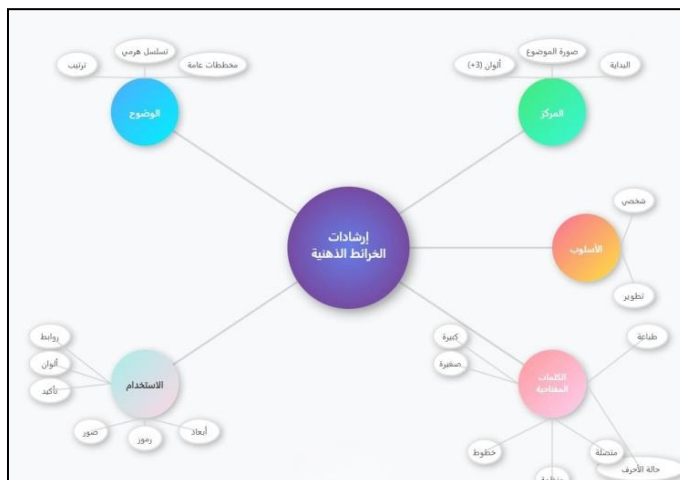 إرشادات
الخرائط الذهنية
المركز
البداية
صورة الموضوع
ألوان (3+)
الأسلوب
شخصي
تطوير
الكلمات
المفتاحية
طباعة
كبيرة
صغيرة
خطوط
متصلة
حالة الأحرف
الاستخدام
روابط
ألوان
تأكيد
صور
رموز
أبعاد
الوضوح
ترتيب
تسلسل هرمي
مخططات عامة